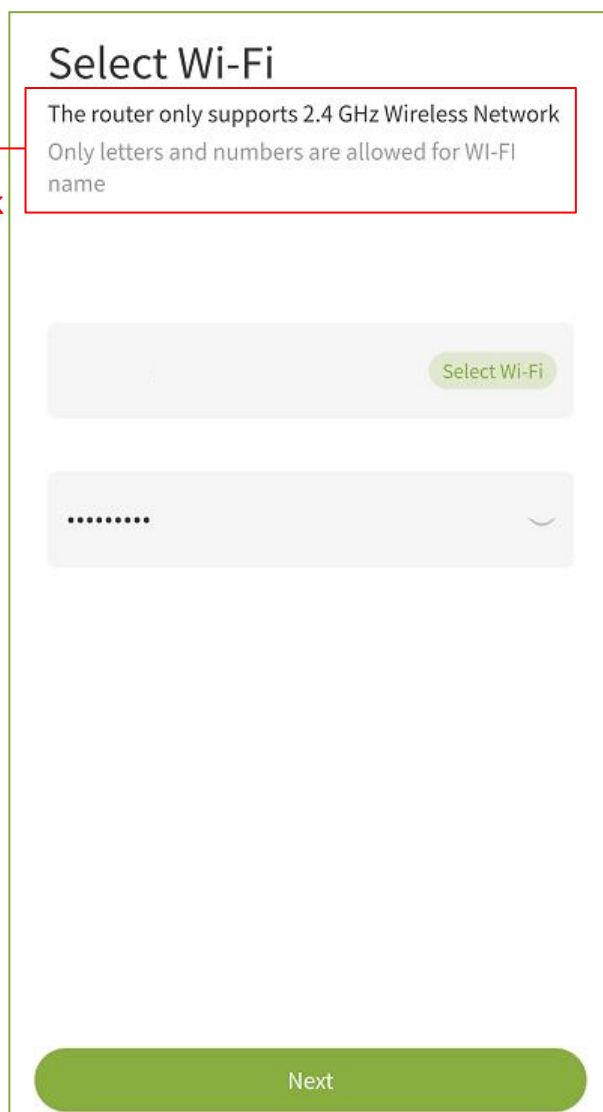 Select Wi-Fi
The router only supports 2.4 GHz Wireless Network
Only letters and numbers are allowed for WI-FI
name
Select Wi-Fi
•••••••••
Next